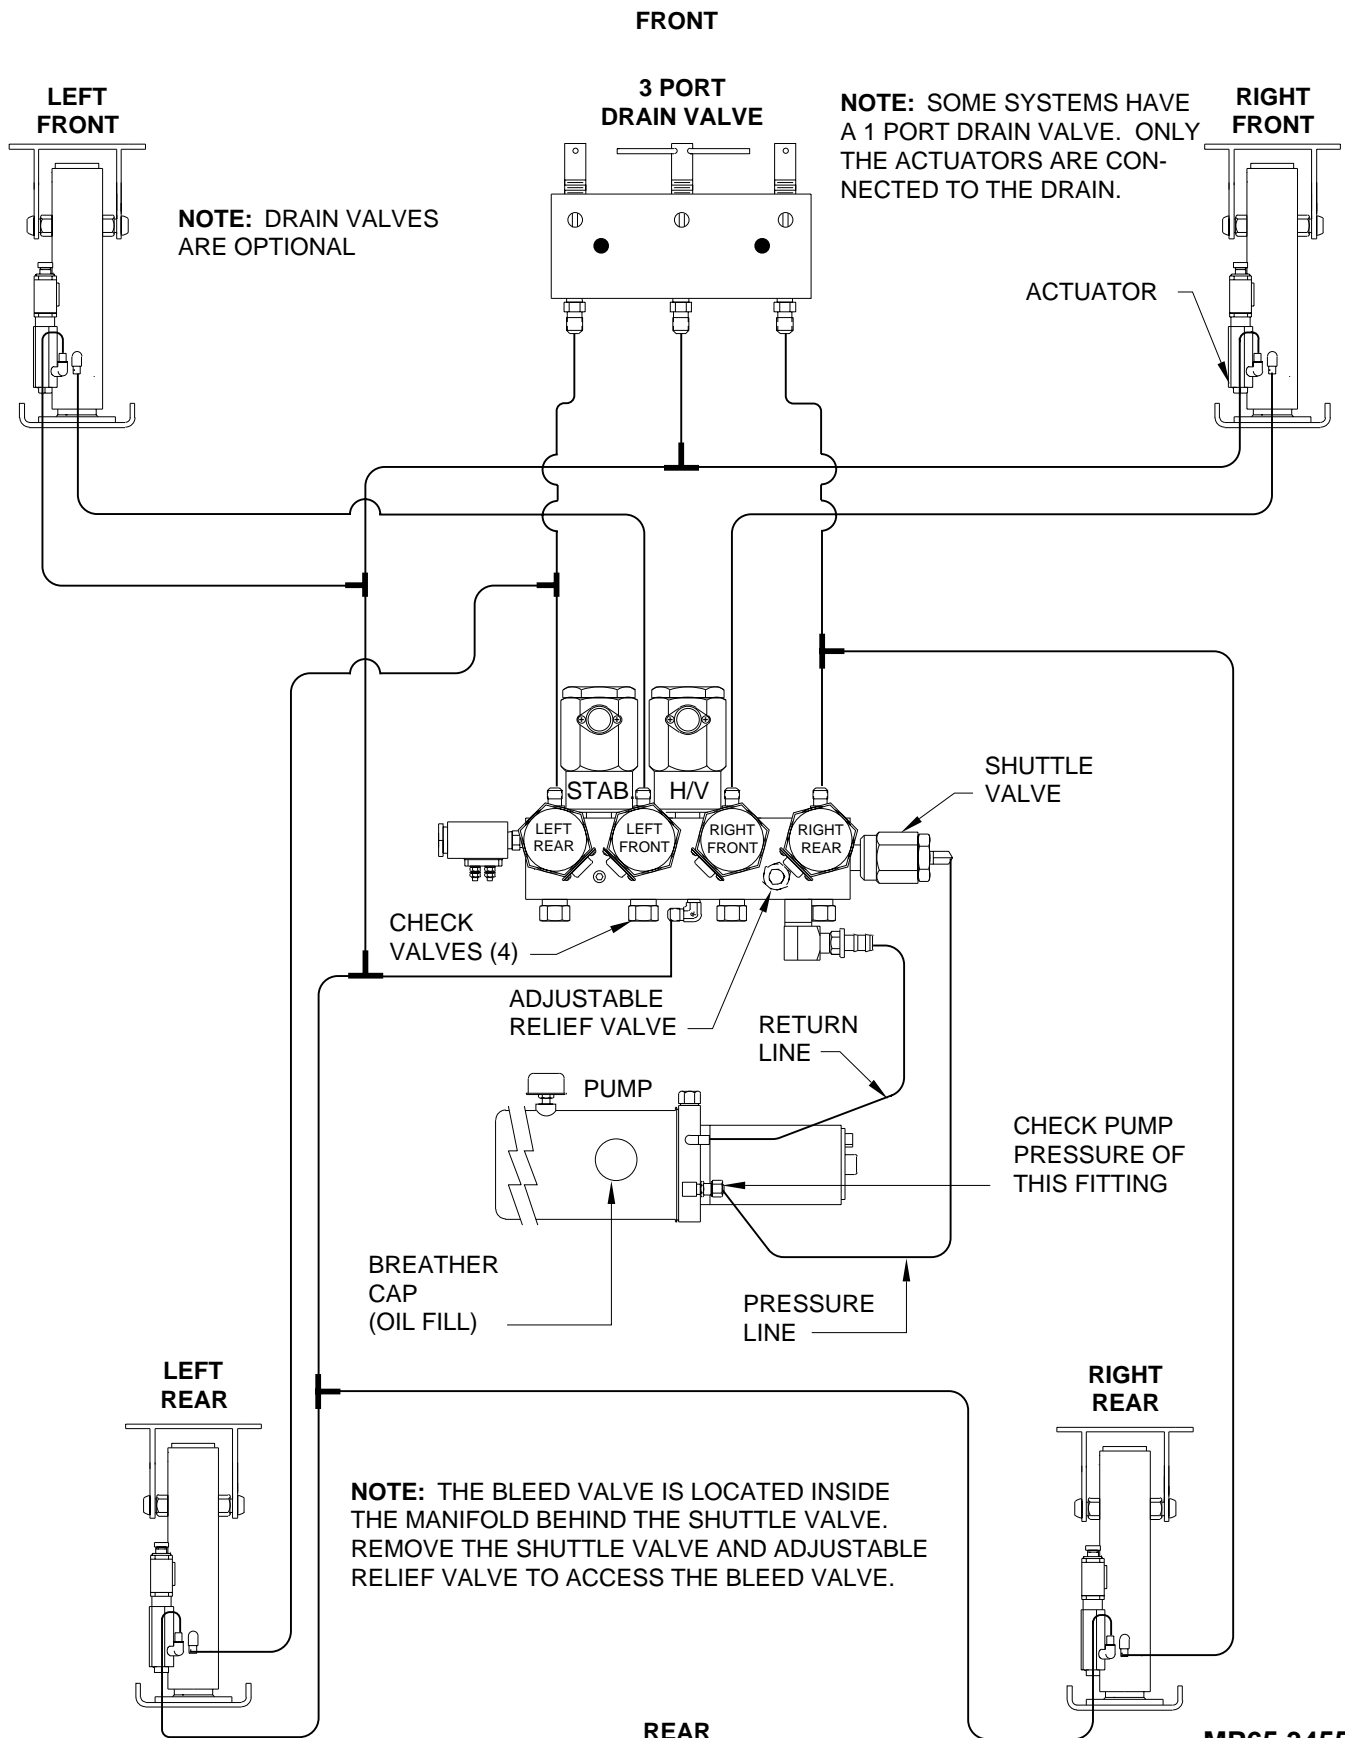 FRONT
LEFT
FRONT
3 PORT
DRAIN VALVE
NOTE: SOME SYSTEMS HAVE
A 1 PORT DRAIN VALVE. ONLY
THE ACTUATORS ARE CON-
NECTED TO THE DRAIN.
RIGHT
FRONT
NOTE: DRAIN VALVES
ARE OPTIONAL
ACTUATOR
SHUTTLE
VALVE
STAB.
H/V
LEFT
REAR
LEFT
FRONT
RIGHT
FRONT
RIGHT
REAR
CHECK
VALVES (4)
ADJUSTABLE
RELIEF VALVE
RETURN
LINE
PUMP
CHECK PUMP
PRESSURE OF
THIS FITTING
BREATHER
CAP
(OIL FILL)
PRESSURE
LINE
LEFT
REAR
RIGHT
REAR
NOTE: THE BLEED VALVE IS LOCATED INSIDE
THE MANIFOLD BEHIND THE SHUTTLE VALVE.
REMOVE THE SHUTTLE VALVE AND ADJUSTABLE
RELIEF VALVE TO ACCESS THE BLEED VALVE.
REAR